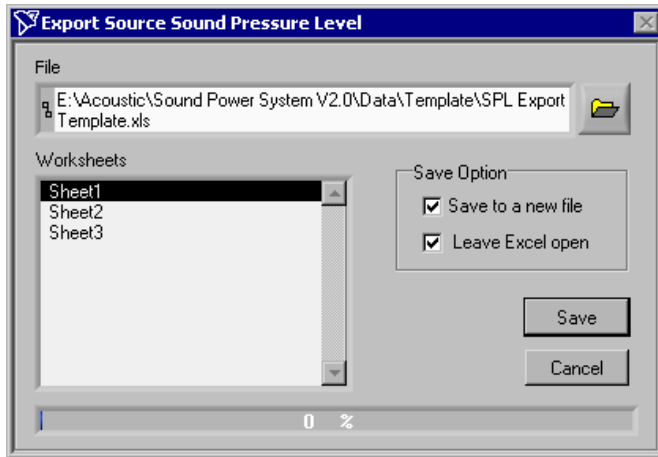 Export Source Sound Pressure Level
File
E:\Acoustic\Sound Power System V2.0\Data\Template\SPL Export
Template.xls
Worksheets
Sheet1
Sheet2
Sheet3
Save Option
Save to a new file
Leave Excel open
Save
Cancel
0 %